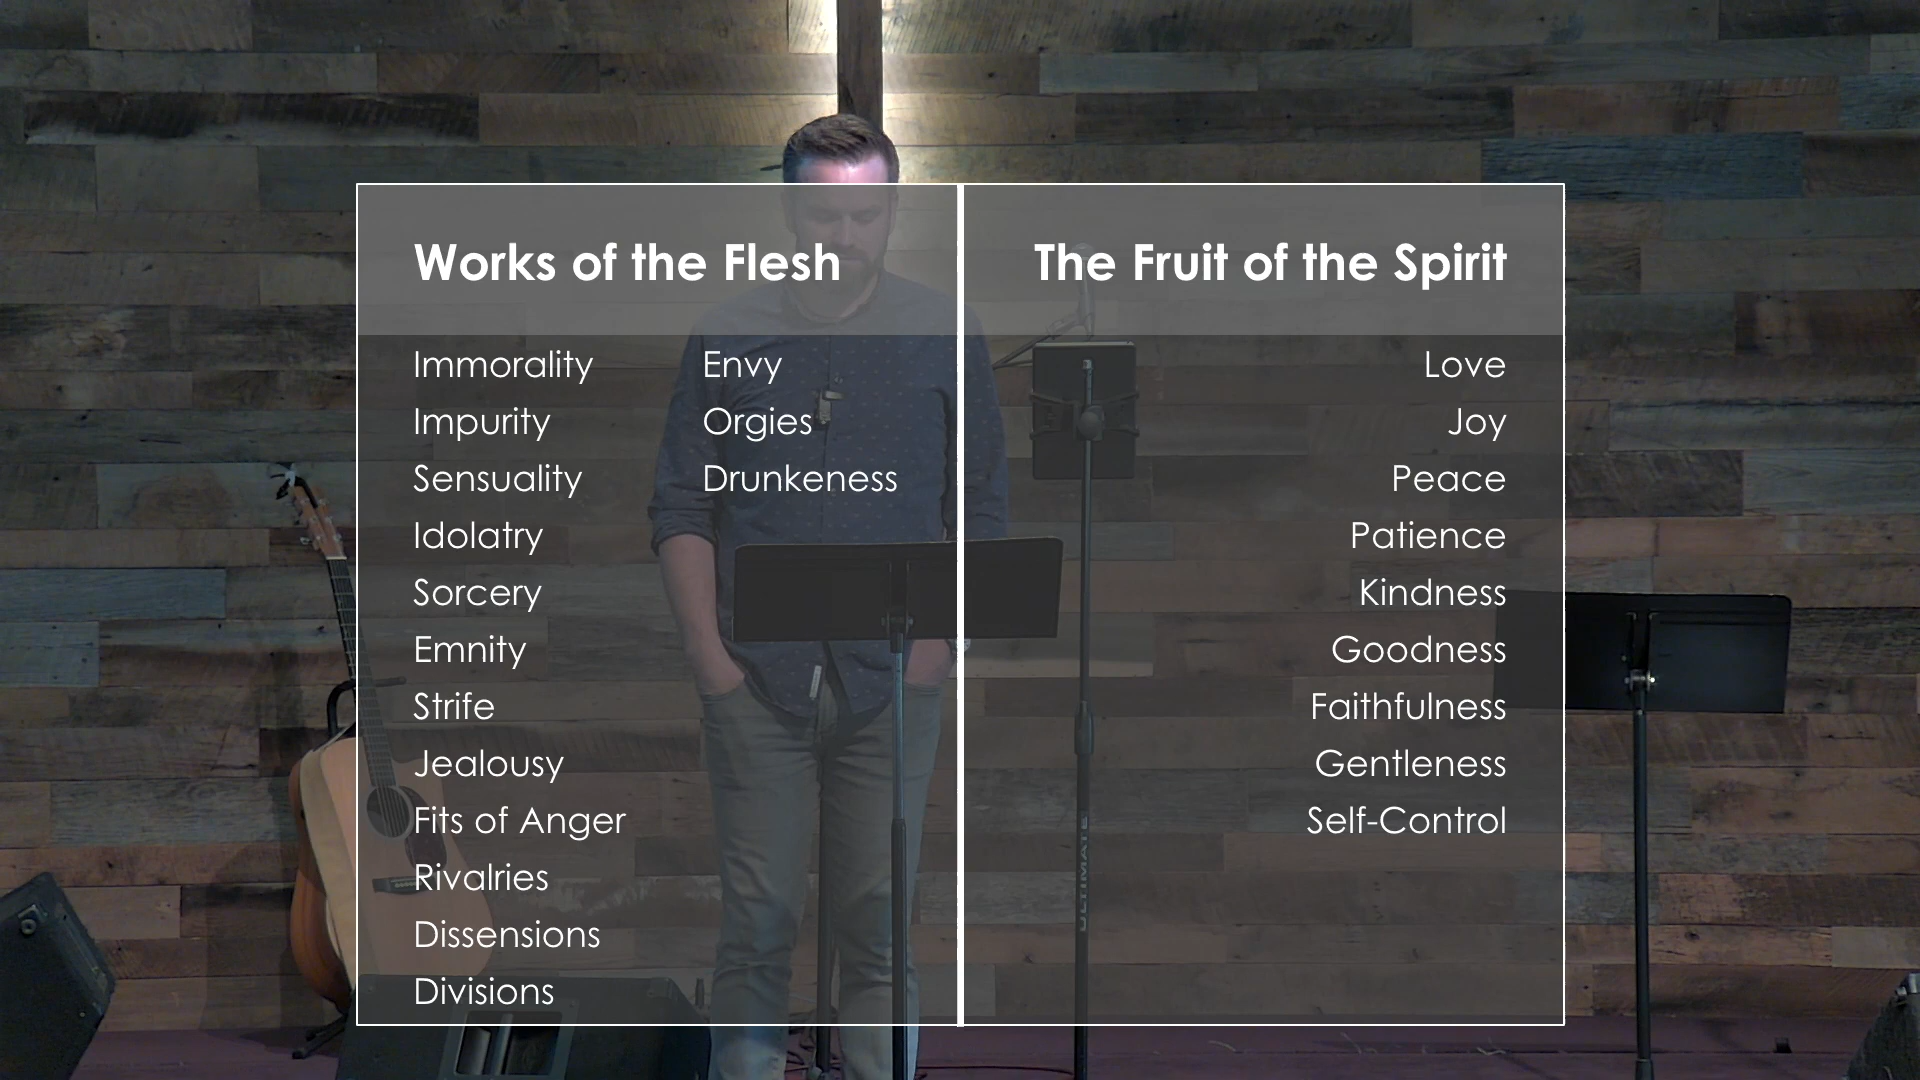 Works of the Flesh
Immorality
Impurity
Sensuality
Idolatry
Sorcery
Emnity
Strife
Jealousy
Fits of Anger
Rivalries
Dissensions
Divisions
Envy
Orgies
Drunkeness
The Fruit of the Spirit
Love
Joy
Peace
Patience
Kindness
Goodness
Faithfulness
Gentleness
Self-Control
ULTIMATE